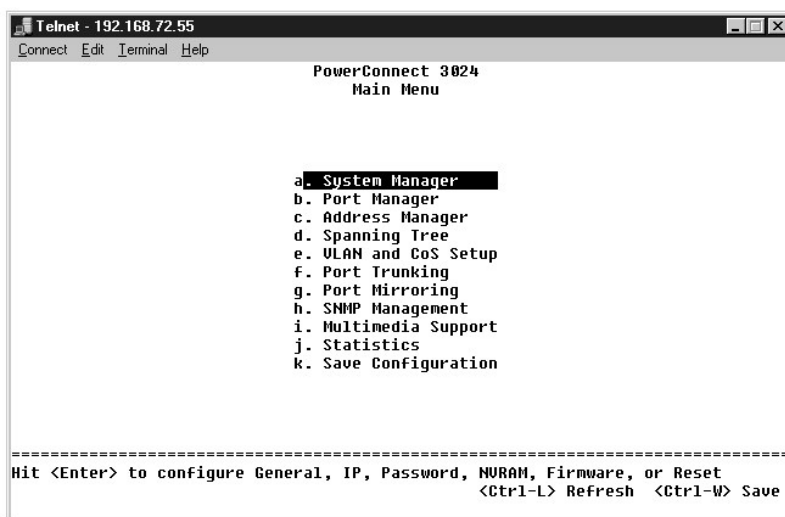 Telnet - 192.168.72.55
Connect Edit Terminal Help
PowerConnect 3024
Main Menu
a. System Manager
b. Port Manager
c. Address Manager
d. Spanning Tree
e. VLAN and CoS Setup
f. Port Trunking
g. Port Mirroring
h. SNMP Management
i. Multimedia Support
j. Statistics
k. Save Configuration
Hit <Enter> to configure General, IP, Password, NVRAM, Firmware, or Reset
<Ctrl-L> Refresh <Ctrl-W> Save